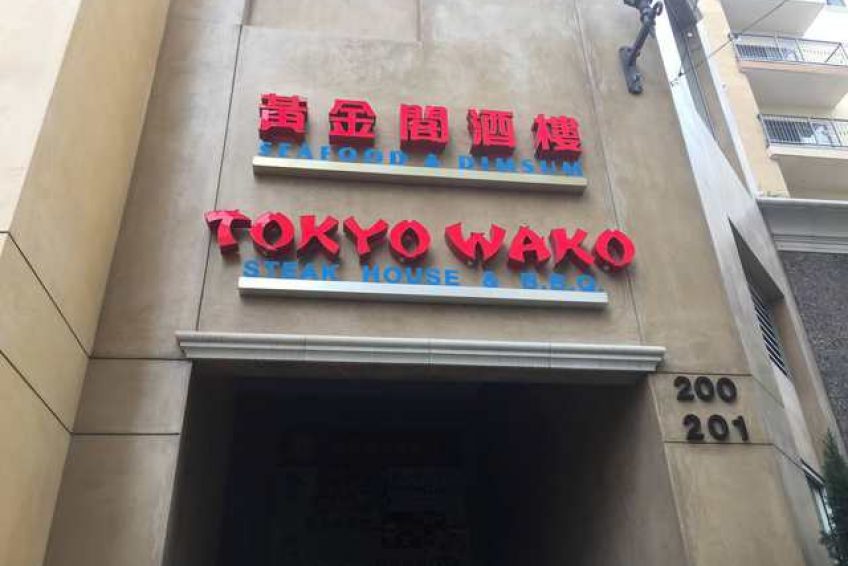 黃金閣酒樓
SEAFOOD & DIMSUM
TOKYO WAKO
STEAK HOUSE & B.B.Q.
200
201